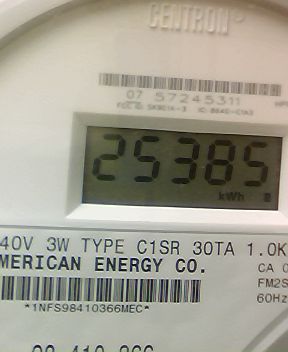 CENTRON®
07 57245311
25385
kWh
40V 3W TYPE C1SR 30TA 1.0K
MERICAN ENERGY CO.
CA 0
FM2S
60Hz
*1NFS98410366MEC*